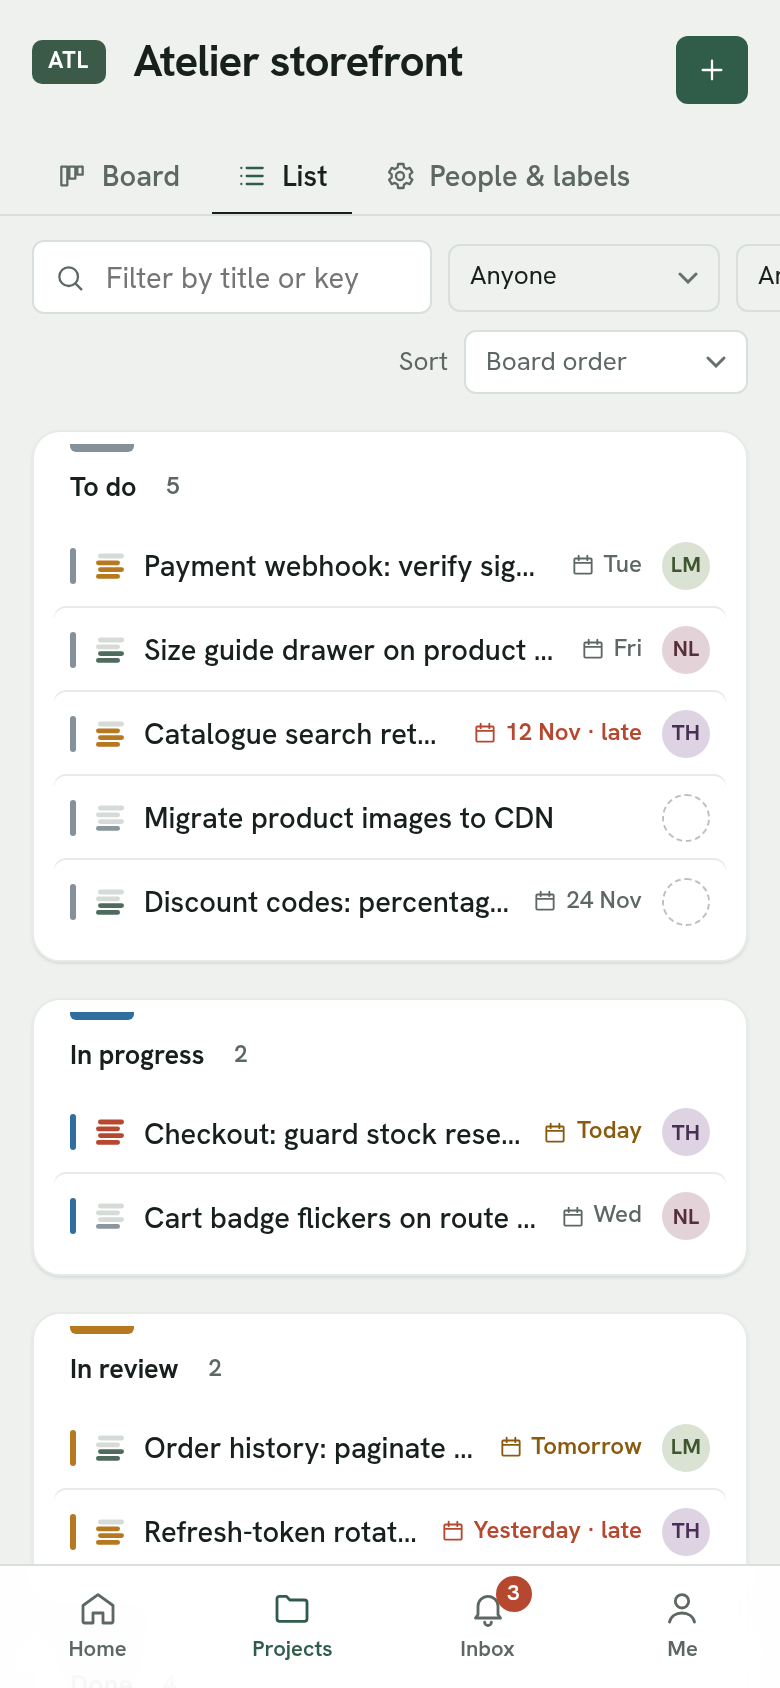 ATL Atelier storefront
Board List People & labels
Filter by title or key Anyone
Sort Board order
To do 5
Payment webhook: verify sig... Tue LM
Size guide drawer on product ... Fri NL
Catalogue search ret... 12 Nov · late TH
Migrate product images to CDN
Discount codes: percentag... 24 Nov
In progress 2
Checkout: guard stock rese... Today TH
Cart badge flickers on route ... Wed NL
In review 2
Order history: paginate ... Tomorrow LM
Refresh-token rotat... Yesterday · late TH
3
Home Projects Inbox Me
Done 4